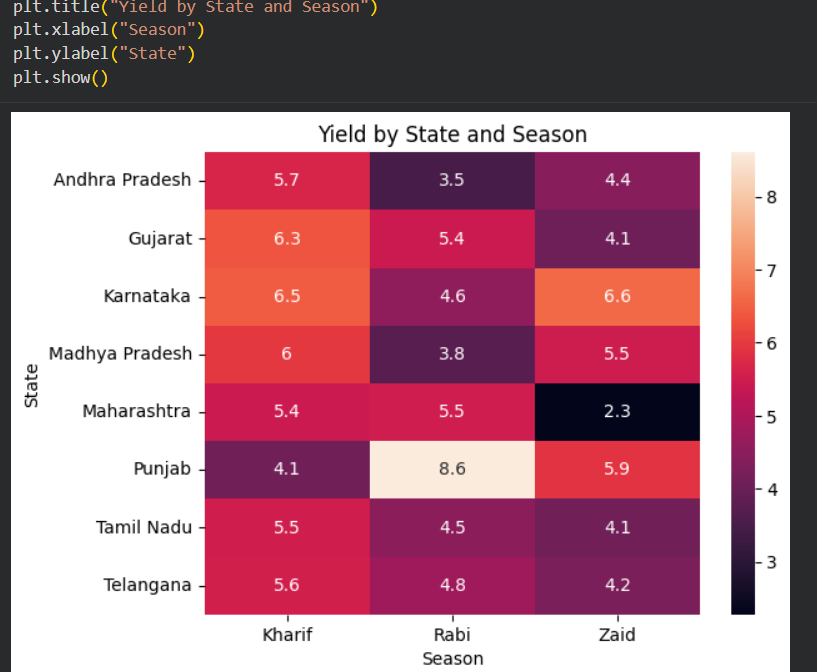 plt.title("Yield by State and Season")
plt.xlabel("Season")
plt.ylabel("State")
plt.show()
Yield by State and Season
Andhra Pradesh 5.7 3.5 4.4
Gujarat 6.3 5.4 4.1
Karnataka 6.5 4.6 6.6
Madhya Pradesh 6 3.8 5.5
Maharashtra 5.4 5.5 2.3
Punjab 4.1 8.6 5.9
Tamil Nadu 5.5 4.5 4.1
Telangana 5.6 4.8 4.2
State
Kharif Rabi Zaid
Season
8
7
6
5
4
3